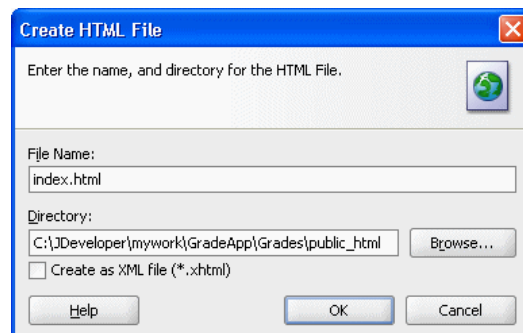 Create HTML File
Enter the name, and directory for the HTML File.
File Name:
index.html
Directory:
C:\JDeveloper\mywork\GradeApp\Grades\public_html
Browse...
Create as XML file (*.xhtml)
Help
OK
Cancel